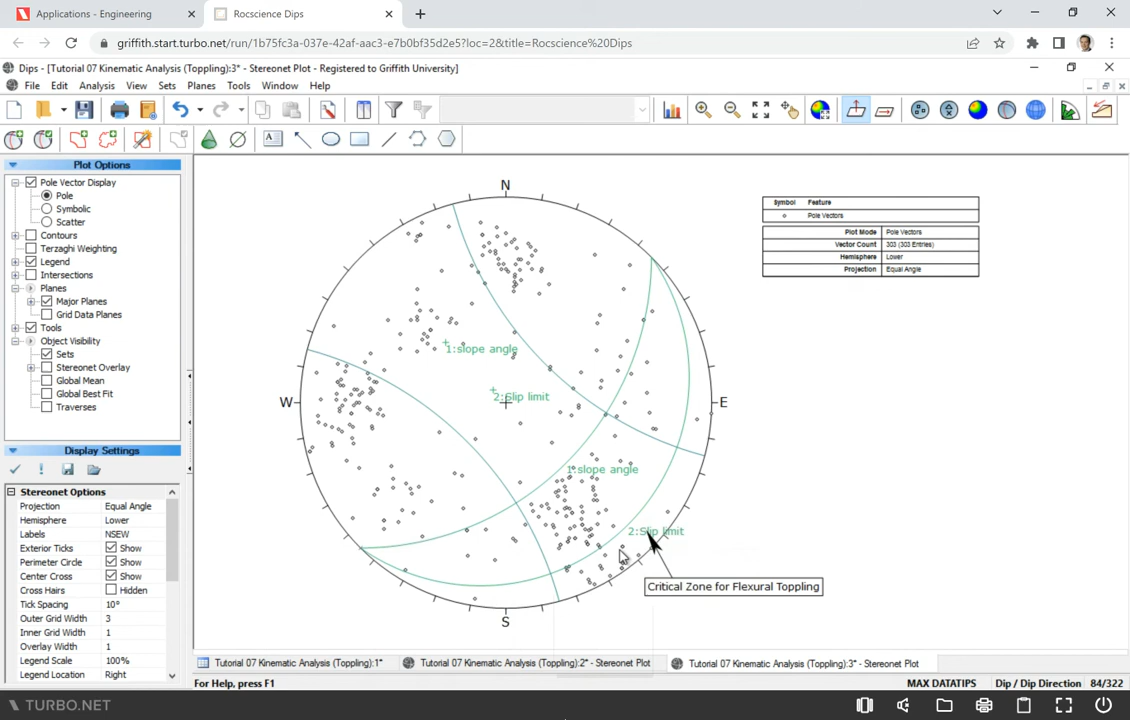 Applications - Engineering
Rocscience Dips
griffith.start.turbo.net/run/1b75fc3a-037e-42af-aac3-e7b0bf35d2e5?loc=2&title=Rocscience%20Dips
Dips - [Tutorial 07 Kinematic Analysis (Toppling):3* - Stereonet Plot - Registered to Griffith University]
File Edit Analysis View Sets Planes Tools Window Help
Plot Options
Pole Vector Display
Pole
Symbolic
Scatter
Contours
Terzaghi Weighting
Legend
Intersections
Planes
Major Planes
Grid Data Planes
Tools
Object Visibility
Sets
Stereonet Overlay
Global Mean
Global Best Fit
Traverses
Display Settings
Stereonet Options
Projection Equal Angle
Hemisphere Lower
Labels NSEW
Exterior Ticks Show
Perimeter Circle Show
Center Cross Show
Cross Hairs Hidden
Tick Spacing 10°
Outer Grid Width 3
Inner Grid Width 1
Overlay Width 1
Legend Scale 100%
Legend Location Right
N
W
E
S
1:slope angle
2:Slip limit
1:slope angle
2:Slip limit
Critical Zone for Flexural Toppling
Symbol Feature
Pole Vectors
Plot Mode Pole Vectors
Vector Count 303 (303 Entries)
Hemisphere Lower
Projection Equal Angle
Tutorial 07 Kinematic Analysis (Toppling):1*
Tutorial 07 Kinematic Analysis (Toppling):2* - Stereonet Plot
Tutorial 07 Kinematic Analysis (Toppling):3* - Stereonet Plot
For Help, press F1
MAX DATATIPS Dip / Dip Direction 84/322
TURBO.NET